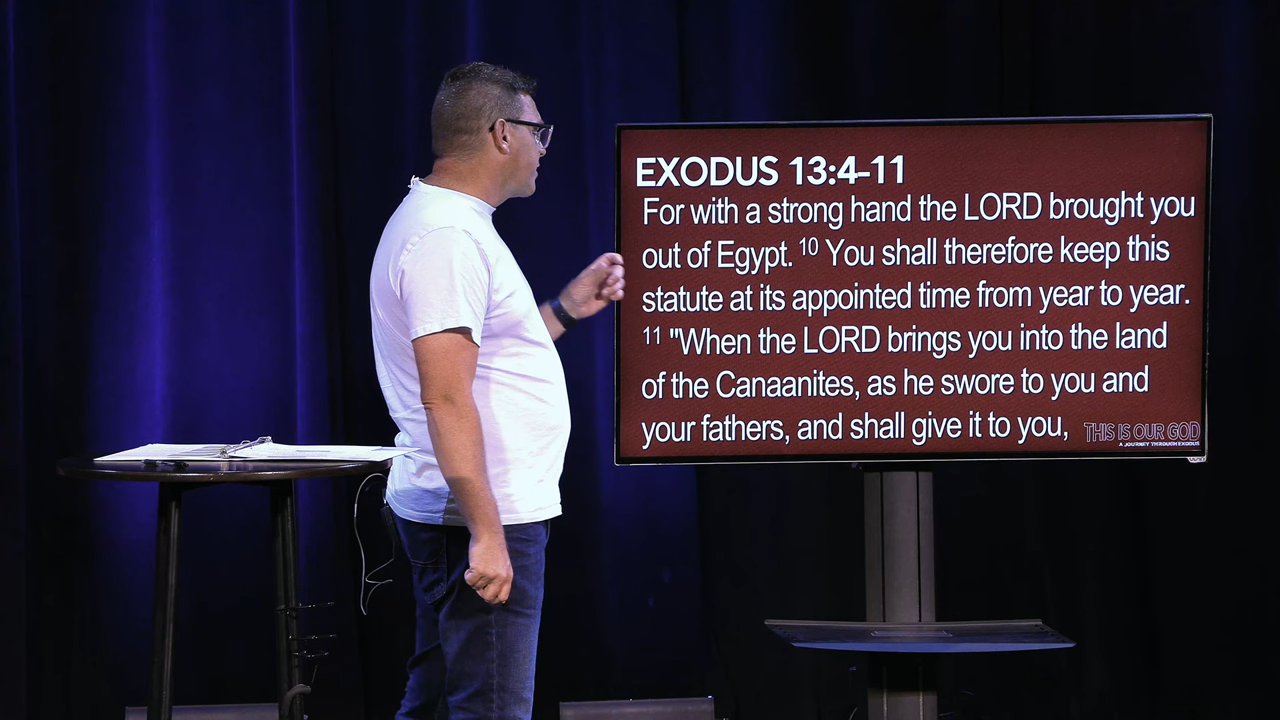 EXODUS 13:4-11
For with a strong hand the LORD brought you
out of Egypt. 10 You shall therefore keep this
statute at its appointed time from year to year.
11 "When the LORD brings you into the land
of the Canaanites, as he swore to you and
your fathers, and shall give it to you,
THIS IS OUR GOD
A JOURNEY THROUGH EXODUS